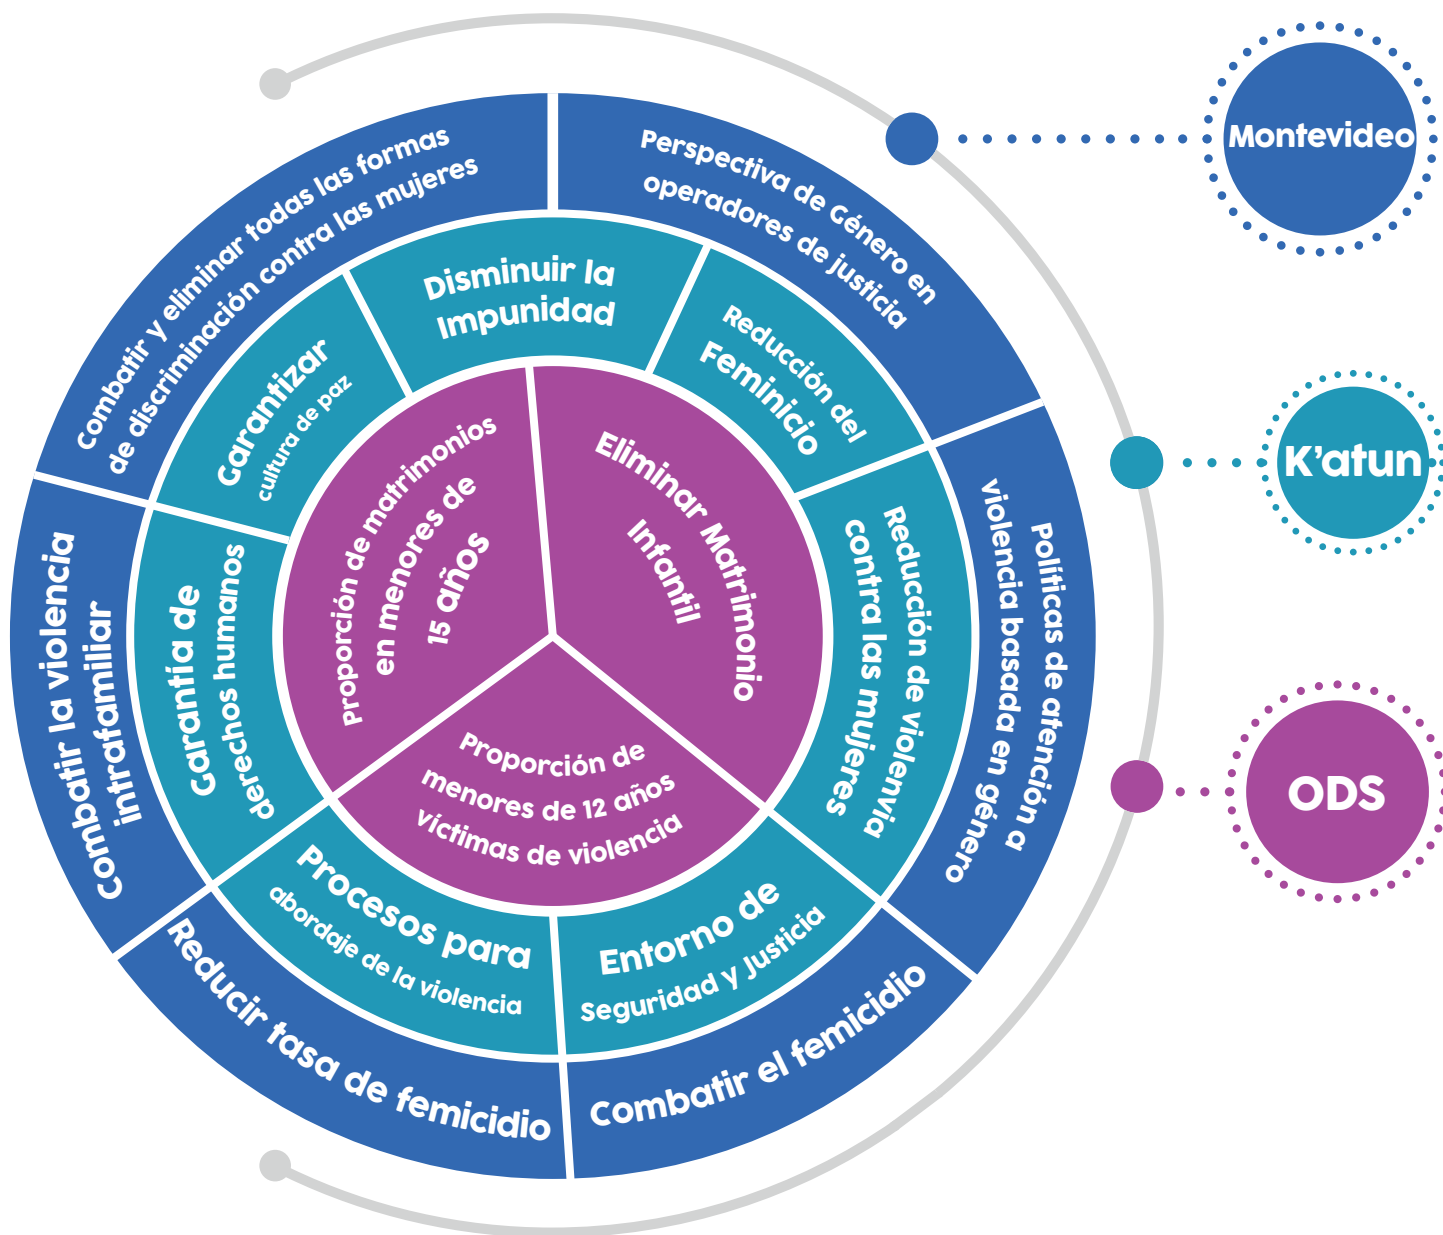 Combatir y eliminar todas las formas
de discriminación contra las mujeres
Perspectiva de Género en
operadores de justicia
Políticas de atención a
violencia basada en género
Combatir el femicidio
Reducir tasa de femicidio
Combatir la violencia
intrafamiliar
Garantizar
cultura de paz
Disminuir la
Impunidad
Reducción del
Feminicio
Reducción de violenvia
contra las mujeres
Entorno de
Seguridad y Justicia
Procesos para
abordaje de la violencia
Garantía de
derechos humanos
Proporción de matrimonios
en menores de
15 años
Eliminar Matrimonio
Infantil
Proporción de
menores de 12 años
víctimas de violencia
Montevideo
K’atun
ODS